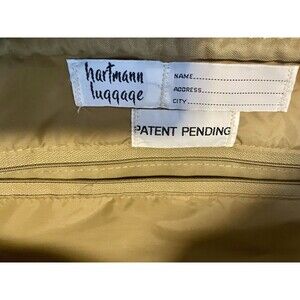 hartmann
luggage
NAME
ADDRESS
CITY
PATENT PENDING